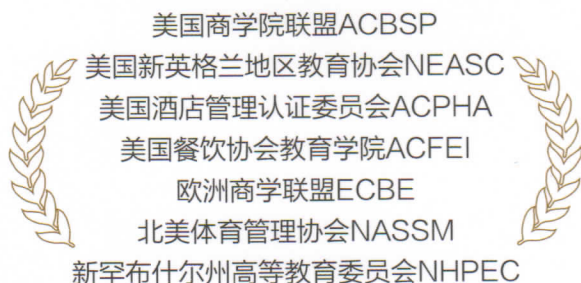 美国商学院联盟ACBSP
美国新英格兰地区教育协会NEASC
美国酒店管理认证委员会ACPHA
美国餐饮协会教育学院ACFEI
欧洲商学联盟ECBE
北美体育管理协会NASSM
新罕布什尔州高等教育委员会NHPEC